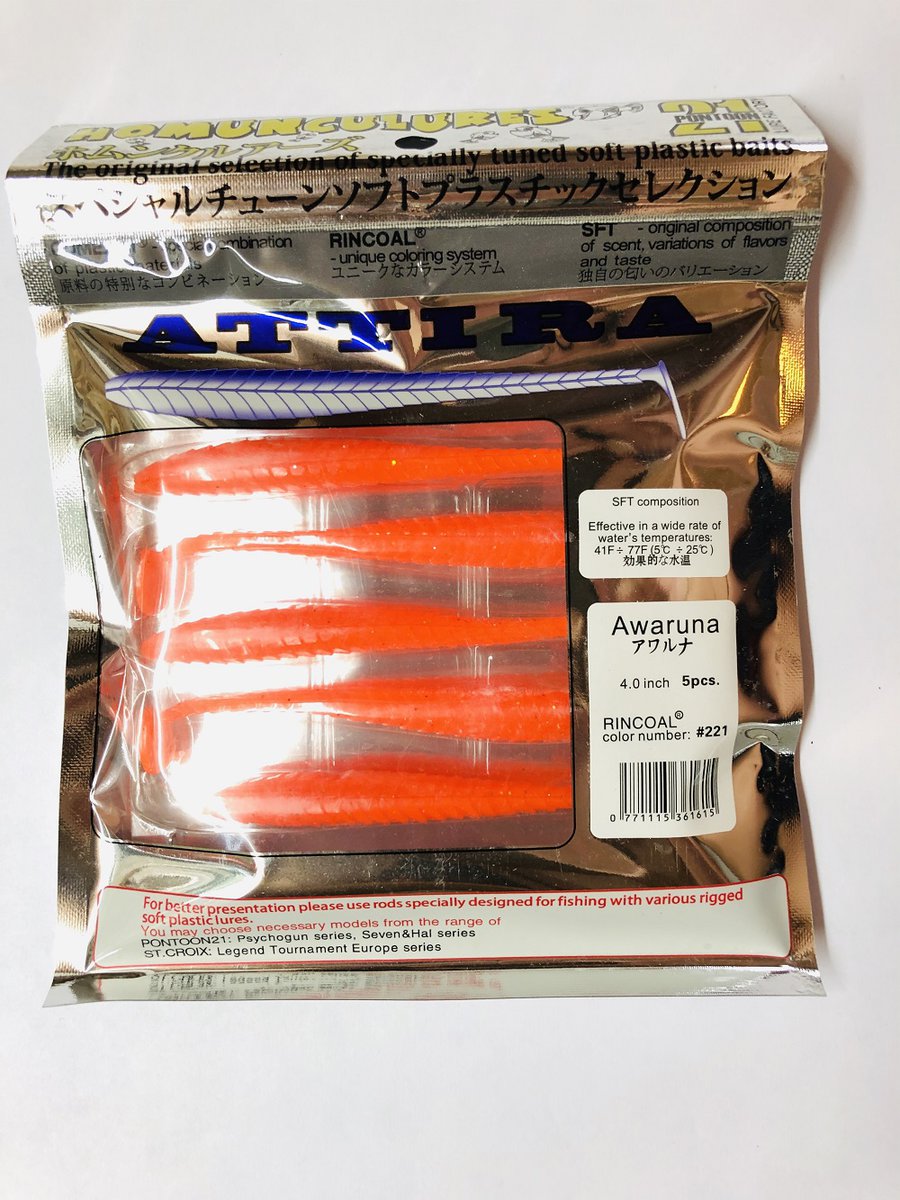 HOMUNCULURES
21
PONTOON
ホムンクルアーズ
The original selection of specially tuned soft plastic baits
スペシャルチューンソフトプラスチックセレクション
combination
of
原料の特別なコンビネーション
RINCOAL®
- unique coloring system
ユニークなカラーシステム
SFT - original composition
of scent, variations of flavors
and taste
独自の匂いのバリエーション
ATTIRA
SFT composition
Effective in a wide rate of
water's temperatures:
41F÷ 77F (5℃ ÷ 25℃)
効果的な水温
Awaruna
アワルナ
4.0 inch 5pcs.
RINCOAL®
color number: #221
0 771115 361615
For better presentation please use rods specially designed for fishing with various rigged
soft plastic lures.
You may choose necessary models from the range of
PONTOON21: Psychogun series, Seven&Hal series
ST.CROIX: Legend Tournament Europe series